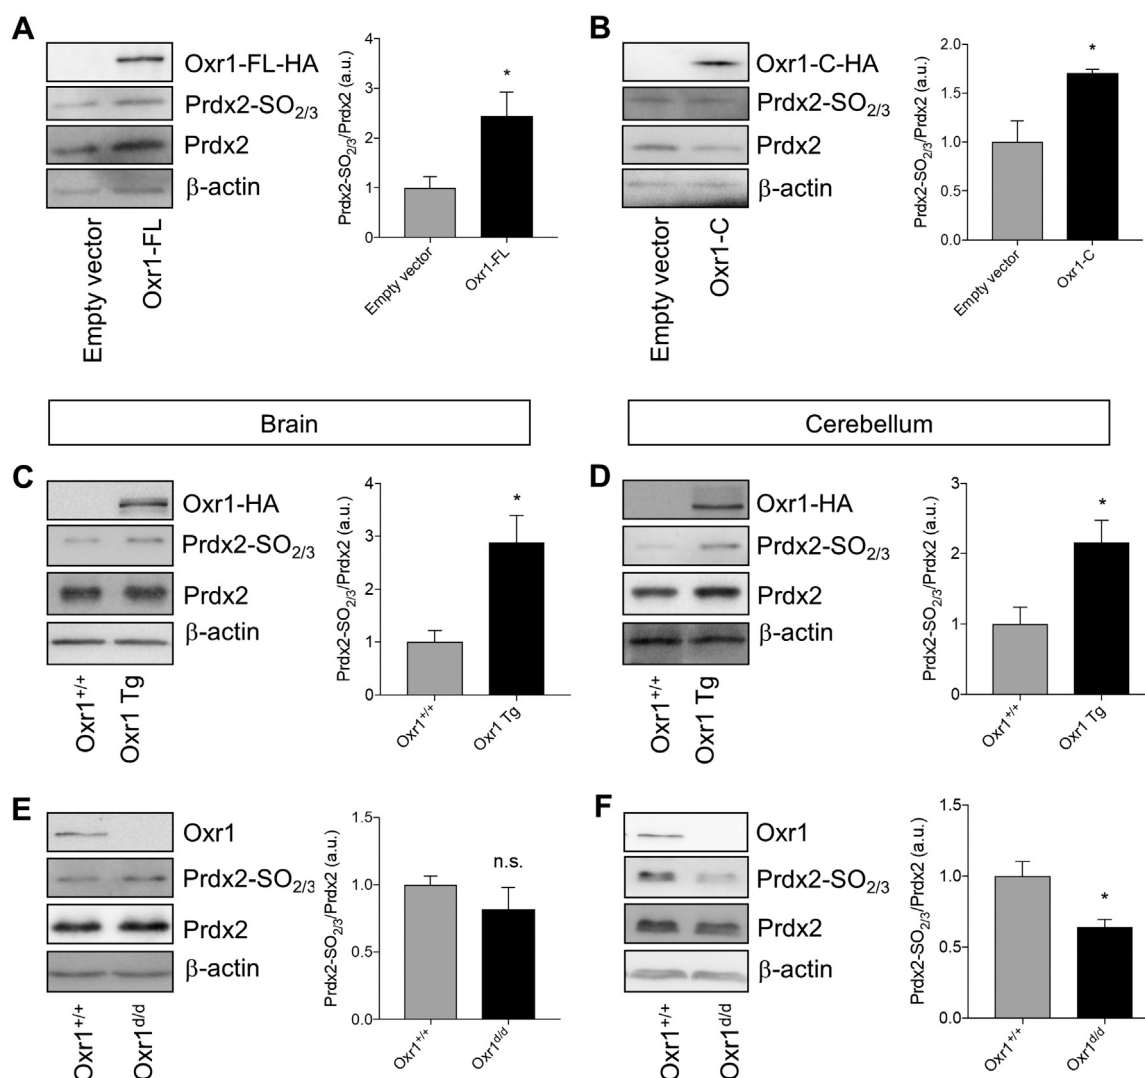 A
Oxr1-FL-HA
Prdx2-SO2/3
Prdx2
β-actin
Empty vector
Oxr1-FL
Prdx2-SO2/3/Prdx2 (a.u.)
4
3
2
1
0
Empty vector
Oxr1-FL
*
B
Oxr1-C-HA
Prdx2-SO2/3
Prdx2
β-actin
Empty vector
Oxr1-C
Prdx2-SO2/3/Prdx2 (a.u.)
2.0
1.5
1.0
0.5
0.0
Empty vector
Oxr1-C
*
Brain
Cerebellum
C
Oxr1-HA
Prdx2-SO2/3
Prdx2
β-actin
Oxr1+/+
Oxr1 Tg
Prdx2-SO2/3/Prdx2 (a.u.)
4
3
2
1
0
Oxr1+/+
Oxr1 Tg
*
D
Oxr1-HA
Prdx2-SO2/3
Prdx2
β-actin
Oxr1+/+
Oxr1 Tg
Prdx2-SO2/3/Prdx2 (a.u.)
3
2
1
0
Oxr1+/+
Oxr1 Tg
*
E
Oxr1
Prdx2-SO2/3
Prdx2
β-actin
Oxr1+/+
Oxr1d/d
Prdx2-SO2/3/Prdx2 (a.u.)
1.5
1.0
0.5
0.0
Oxr1+/+
Oxr1d/d
n.s.
F
Oxr1
Prdx2-SO2/3
Prdx2
β-actin
Oxr1+/+
Oxr1d/d
Prdx2-SO2/3/Prdx2 (a.u.)
1.5
1.0
0.5
0.0
Oxr1+/+
Oxr1d/d
*